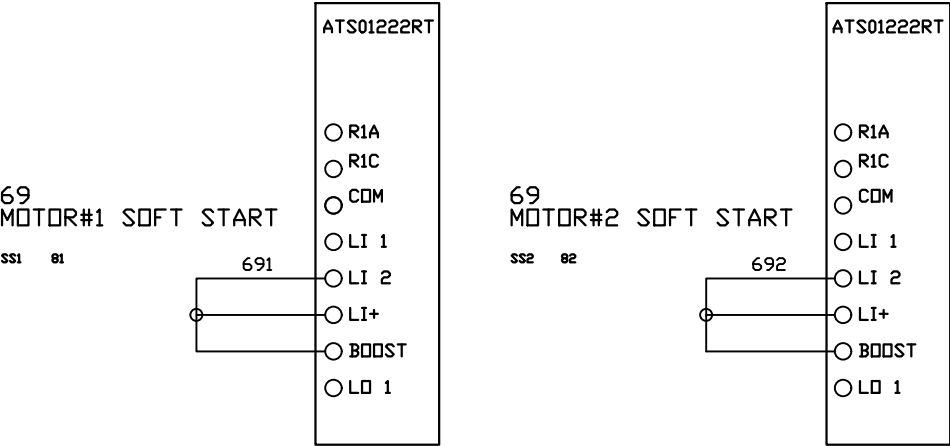 ATS01222RT
R1A
R1C
COM
69
MOTOR#1 SOFT START
LI 1
SS1 81
691
LI 2
LI+
BOOST
LO 1
ATS01222RT
R1A
R1C
COM
69
MOTOR#2 SOFT START
LI 1
SS2 82
692
LI 2
LI+
BOOST
LO 1